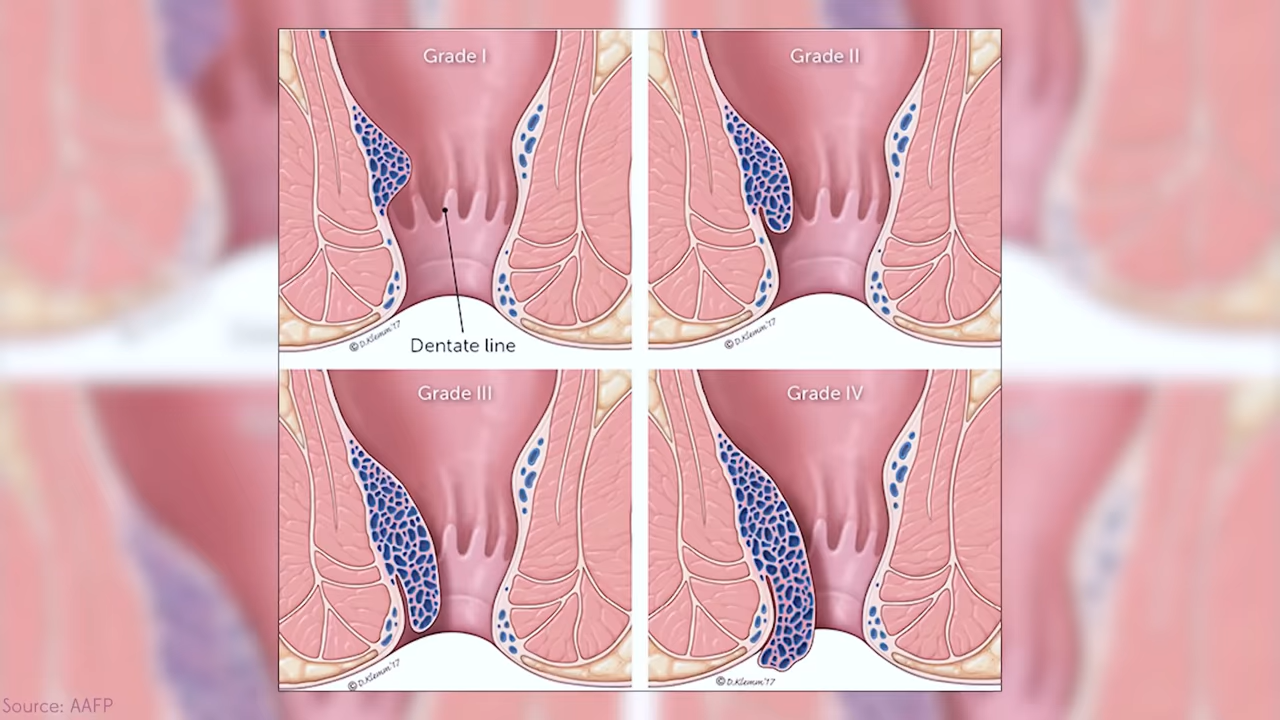 Grade I
Grade II
Dentate line
©D.Klemm'17
©D.Klemm'17
Grade III
Grade IV
©D.Klemm'17
©D.Klemm'17
Source: AAFP